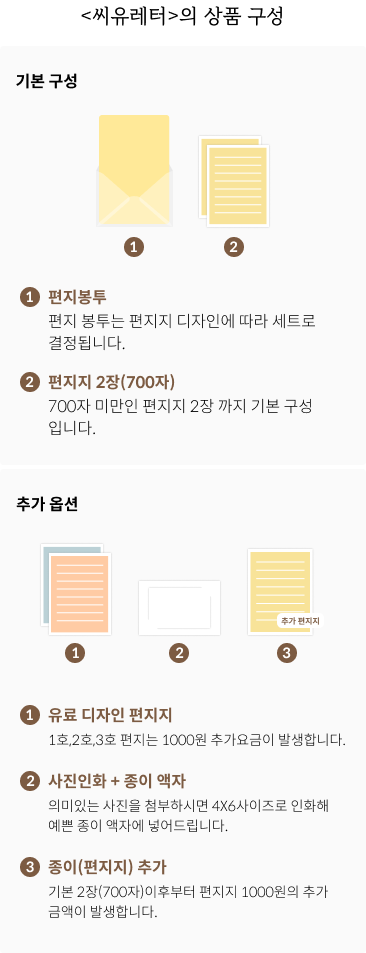 <씨유레터>의 상품 구성
기본 구성
1 2
1 편지봉투
편지 봉투는 편지지 디자인에 따라 세트로
결정됩니다.
2 편지지 2장(700자)
700자 미만인 편지지 2장 까지 기본 구성
입니다.
추가 옵션
추가 편지지
1 2 3
1 유료 디자인 편지지
1호,2호,3호 편지는 1000원 추가요금이 발생합니다.
2 사진인화 + 종이 액자
의미있는 사진을 첨부하시면 4X6사이즈로 인화해
예쁜 종이 액자에 넣어드립니다.
3 종이(편지지) 추가
기본 2장(700자)이후부터 편지지 1000원의 추가
금액이 발생합니다.